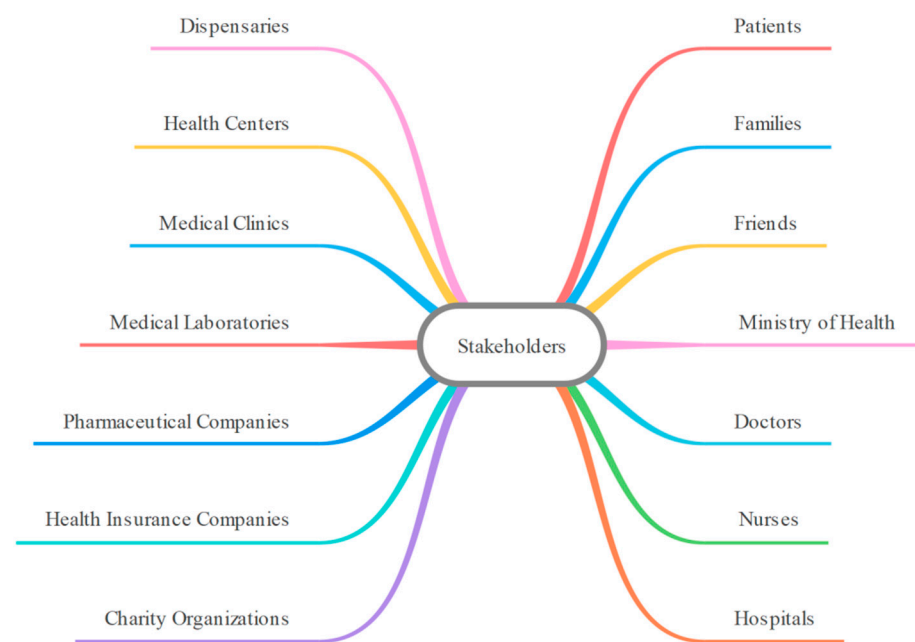 Dispensaries
Health Centers
Medical Clinics
Medical Laboratories
Pharmaceutical Companies
Health Insurance Companies
Charity Organizations
Stakeholders
Patients
Families
Friends
Ministry of Health
Doctors
Nurses
Hospitals